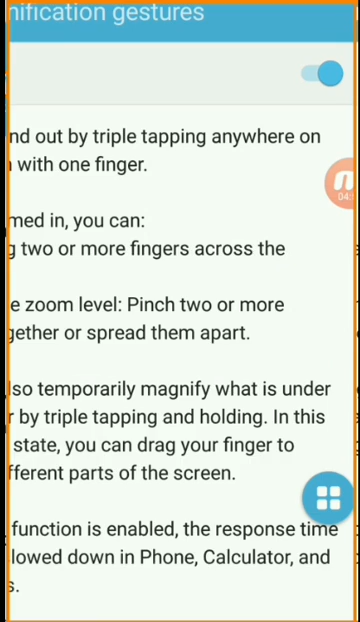 nification gestures
nd out by triple tapping anywhere on
with one finger.
med in, you can:
g two or more fingers across the
e zoom level: Pinch two or more
gether or spread them apart.
lso temporarily magnify what is under
r by triple tapping and holding. In this
state, you can drag your finger to
fferent parts of the screen.
function is enabled, the response time
lowed down in Phone, Calculator, and
s.